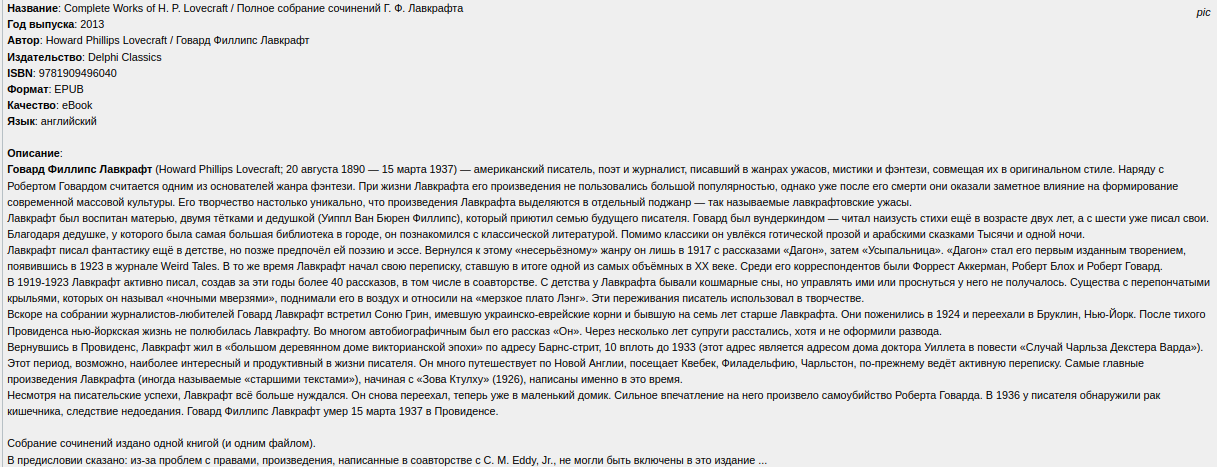 Название: Complete Works of H. P. Lovecraft / Полное собрание сочинений Г. Ф. Лавкрафта
pic
Год выпуска: 2013
Автор: Howard Phillips Lovecraft / Говард Филлипс Лавкрафт
Издательство: Delphi Classics
ISBN: 9781909496040
Формат: EPUB
Качество: eBook
Язык: английский
Описание:
Говард Филлипс Лавкрафт (Howard Phillips Lovecraft; 20 августа 1890 — 15 марта 1937) — американский писатель, поэт и журналист, писавший в жанрах ужасов, мистики и фэнтези, совмещая их в оригинальном стиле. Наряду с
Робертом Говардом считается одним из основателей жанра фэнтези. При жизни Лавкрафта его произведения не пользовались большой популярностью, однако уже после его смерти они оказали заметное влияние на формирование
современной массовой культуры. Его творчество настолько уникально, что произведения Лавкрафта выделяются в отдельный поджанр — так называемые лавкрафтовские ужасы.
Лавкрафт был воспитан матерью, двумя тётками и дедушкой (Уиппл Ван Бюрен Филлипс), который приютил семью будущего писателя. Говард был вундеркиндом — читал наизусть стихи ещё в возрасте двух лет, а с шести уже писал свои.
Благодаря дедушке, у которого была самая большая библиотека в городе, он познакомился с классической литературой. Помимо классики он увлёкся готической прозой и арабскими сказками Тысячи и одной ночи.
Лавкрафт писал фантастику ещё в детстве, но позже предпочёл ей поэзию и эссе. Вернулся к этому «несерьёзному» жанру он лишь в 1917 с рассказами «Дагон», затем «Усыпальница». «Дагон» стал его первым изданным творением,
появившись в 1923 в журнале Weird Tales. В то же время Лавкрафт начал свою переписку, ставшую в итоге одной из самых объёмных в XX веке. Среди его корреспондентов были Форрест Аккерман, Роберт Блох и Роберт Говард.
В 1919-1923 Лавкрафт активно писал, создав за эти годы более 40 рассказов, в том числе в соавторстве. С детства у Лавкрафта бывали кошмарные сны, но управлять ими или проснуться у него не получалось. Существа с перепончатыми
крыльями, которых он называл «ночными мверзями», поднимали его в воздух и относили на «мерзкое плато Лэнг». Эти переживания писатель использовал в творчестве.
Вскоре на собрании журналистов-любителей Говард Лавкрафт встретил Соню Грин, имевшую украинско-еврейские корни и бывшую на семь лет старше Лавкрафта. Они поженились в 1924 и переехали в Бруклин, Нью-Йорк. После тихого
Провиденса нью-йоркская жизнь не полюбилась Лавкрафту. Во многом автобиографичным был его рассказ «Он». Через несколько лет супруги расстались, хотя и не оформили развода.
Вернувшись в Провиденс, Лавкрафт жил в «большом деревянном доме викторианской эпохи» по адресу Барнс-стрит, 10 вплоть до 1933 (этот адрес является адресом дома доктора Уиллета в повести «Случай Чарльза Декстера Варда»).
Этот период, возможно, наиболее интересный и продуктивный в жизни писателя. Он много путешествует по Новой Англии, посещает Квебек, Филадельфию, Чарльстон, по-прежнему ведёт активную переписку. Самые главные
произведения Лавкрафта (иногда называемые «старшими текстами»), начиная с «Зова Ктулху» (1926), написаны именно в это время.
Несмотря на писательские успехи, Лавкрафт всё больше нуждался. Он снова переехал, теперь уже в маленький домик. Сильное впечатление на него произвело самоубийство Роберта Говарда. В 1936 у писателя обнаружили рак
кишечника, следствие недоедания. Говард Филлипс Лавкрафт умер 15 марта 1937 в Провиденсе.
Собрание сочинений издано одной книгой (и одним файлом).
В предисловии сказано: из-за проблем с правами, произведения, написанные в соавторстве с C. M. Eddy, Jr., не могли быть включены в это издание ...